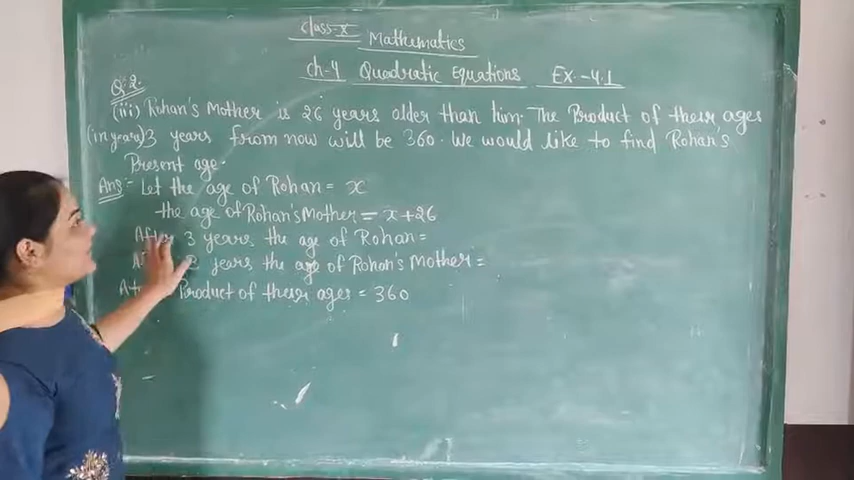 Class-X Mathematics
Ch-4 Quadratic Equations Ex.-4.1
Q.2.
(iii) Rohan's Mother is 26 years older than him. The Product of their ages
(in years) 3 years from now will be 360. We would like to find Rohan's
Present age.
Ans:- Let the age of Rohan = x
the age of Rohan's Mother = x+26
After 3 years the age of Rohan =
years the age of Rohan's Mother =
Product of their ages = 360